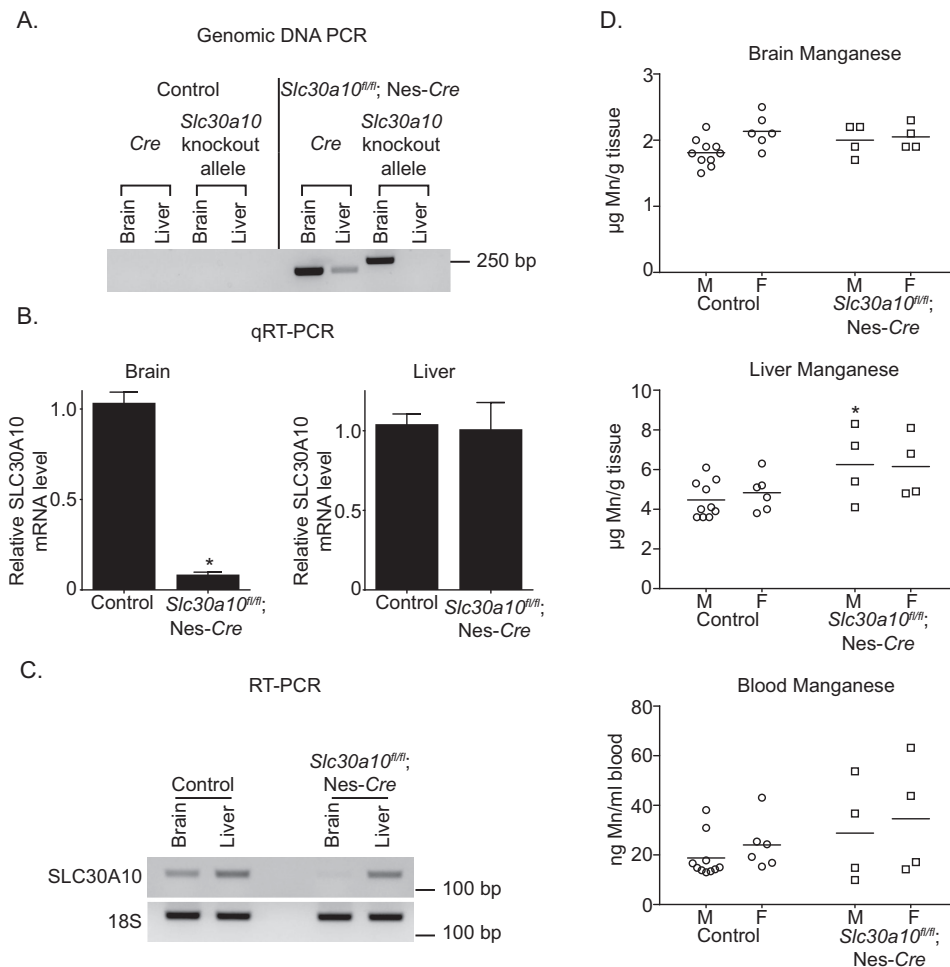 A.
Genomic DNA PCR
Control
Slc30a10fl/fl; Nes-Cre
Cre
Slc30a10
knockout
allele
Cre
Slc30a10
knockout
allele
Brain
Liver
Brain
Liver
Brain
Liver
Brain
Liver
250 bp
B.
qRT-PCR
Brain
Relative SLC30A10
mRNA level
1.0
0.5
0
*
Control
Slc30a10fl/fl;
Nes-Cre
Liver
Relative SLC30A10
mRNA level
1.0
0.5
0
Control
Slc30a10fl/fl;
Nes-Cre
C.
RT-PCR
Control
Slc30a10fl/fl;
Nes-Cre
Brain
Liver
Brain
Liver
SLC30A10
100 bp
18S
100 bp
D.
Brain Manganese
µg Mn/g tissue
3
2
1
0
M F M F
Control
Slc30a10fl/fl;
Nes-Cre
Liver Manganese
µg Mn/g tissue
10
8
6
4
2
0
*
M F M F
Control
Slc30a10fl/fl;
Nes-Cre
Blood Manganese
ng Mn/ml blood
80
60
40
20
0
M F M F
Control
Slc30a10fl/fl;
Nes-Cre